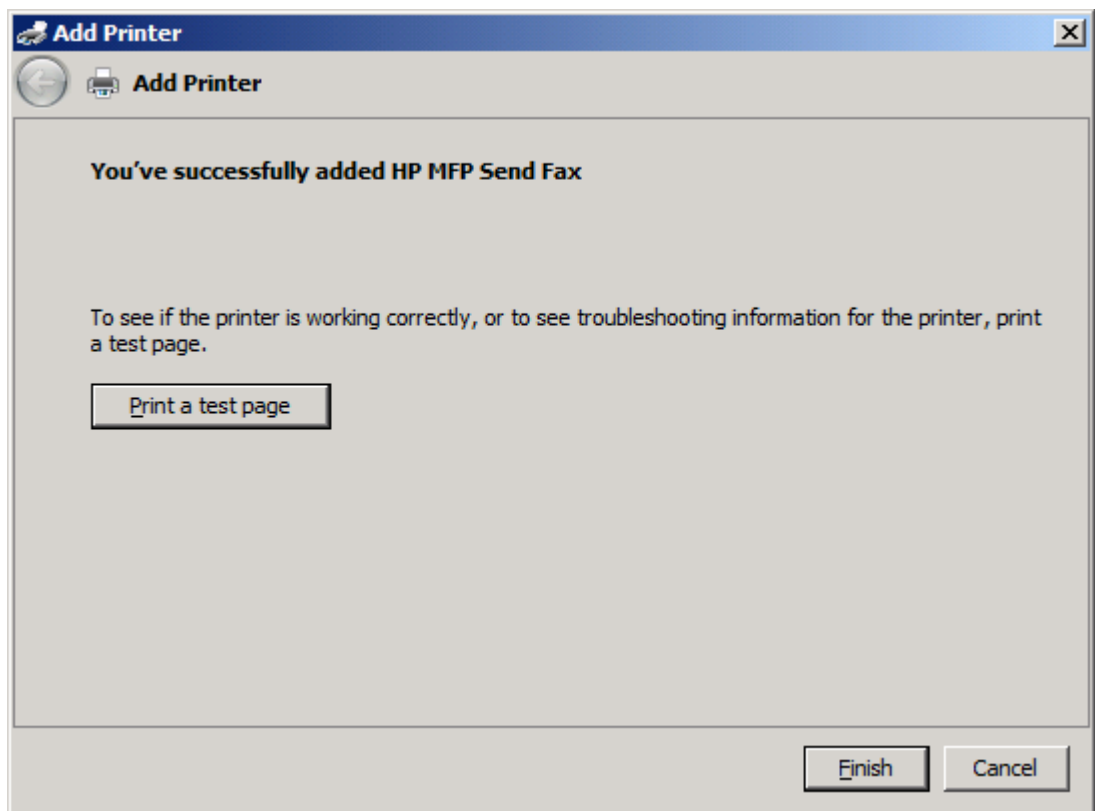 Add Printer
Add Printer
You've successfully added HP MFP Send Fax
To see if the printer is working correctly, or to see troubleshooting information for the printer, print
a test page.
Print a test page
Finish
Cancel